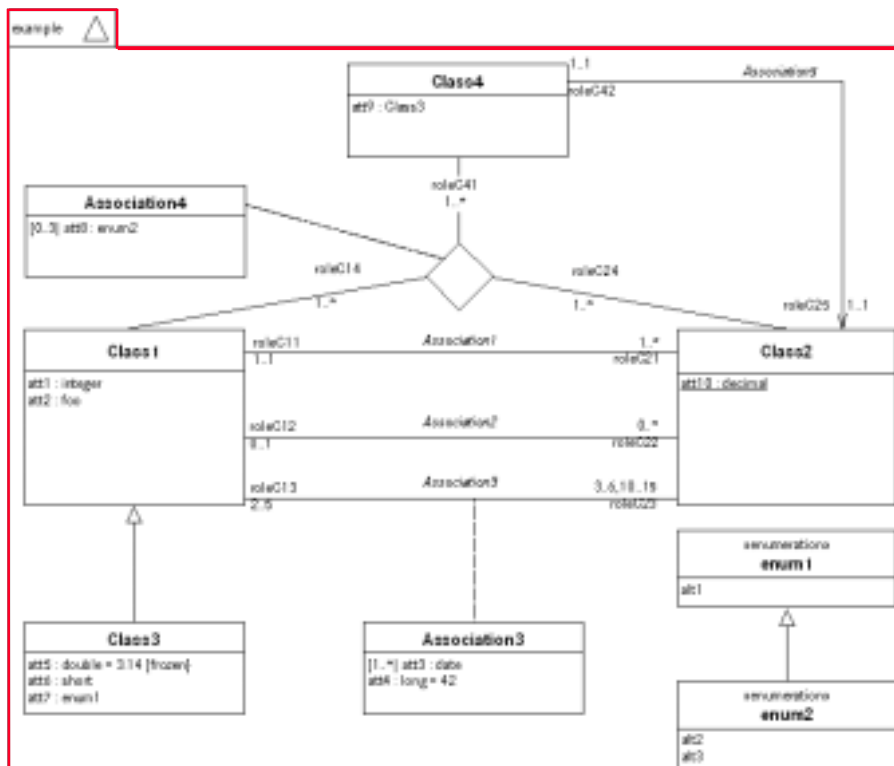 example
1..1
Class4
Association5
roleC42
att9 : Class3
roleC41
1..*
Association4
[0..3] att8 : enum2
roleC14
roleC24
1..*
1..*
roleC25
1..1
Class1
roleC11
Association1
1..*
Class2
1..1
roleC21
att1 : integer
att2 : foo
att10 : decimal
roleC12
Association2
0..*
0..1
roleC22
roleC13
Association3
3..6,10..15
2..5
roleC23
«enumeration»
enum1
alt1
Class3
Association3
att5 : double = 3.14 {frozen}
att6 : short
att7 : enum1
[1..*] att3 : date
att4 : long = 42
«enumeration»
enum2
alt2
alt3